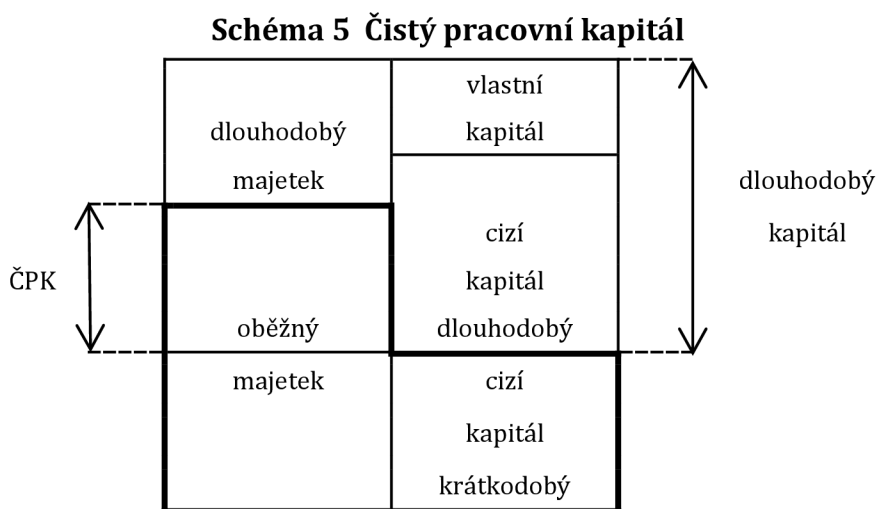 Schéma 5 Čistý pracovní kapitál
dlouhodobý
majetek
vlastní
kapitál
dlouhodobý
kapitál
ČPK
oběžný
majetek
cizí
kapitál
dlouhodobý
cizí
kapitál
krátkodobý